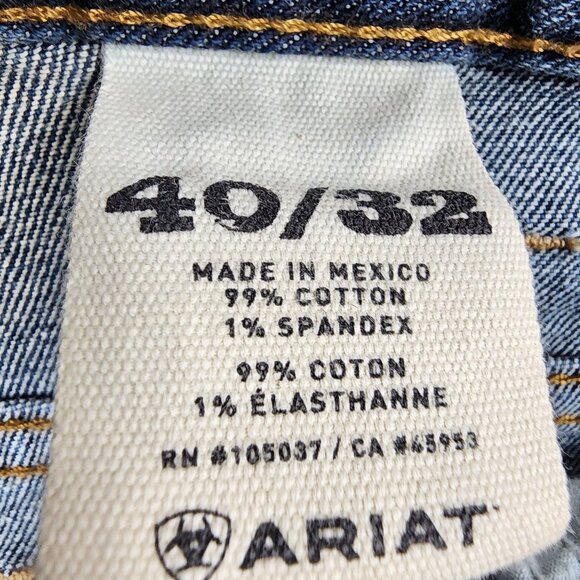 40/32
MADE IN MEXICO
99% COTTON
1% SPANDEX
99% COTON
1% ÉLASTHANNE
RN #105037 / CA #45953
ARIAT